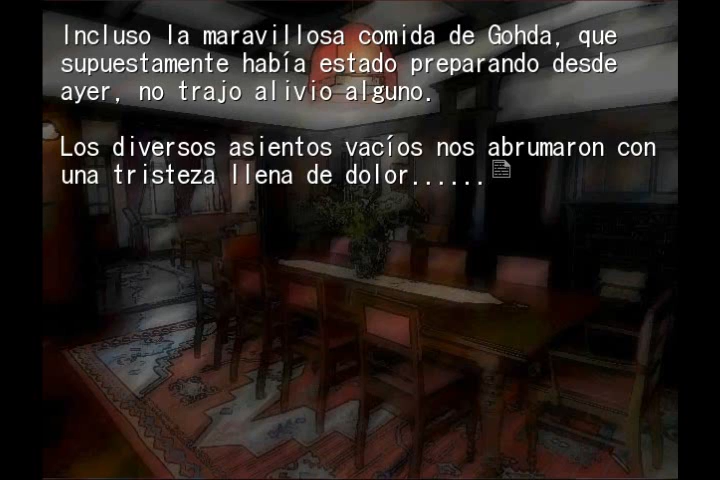 Incluso la maravillosa comida de Gohda, que
supuestamente había estado preparando desde
ayer, no trajo alivio alguno.
Los diversos asientos vacíos nos abrumaron con
una tristeza llena de dolor......